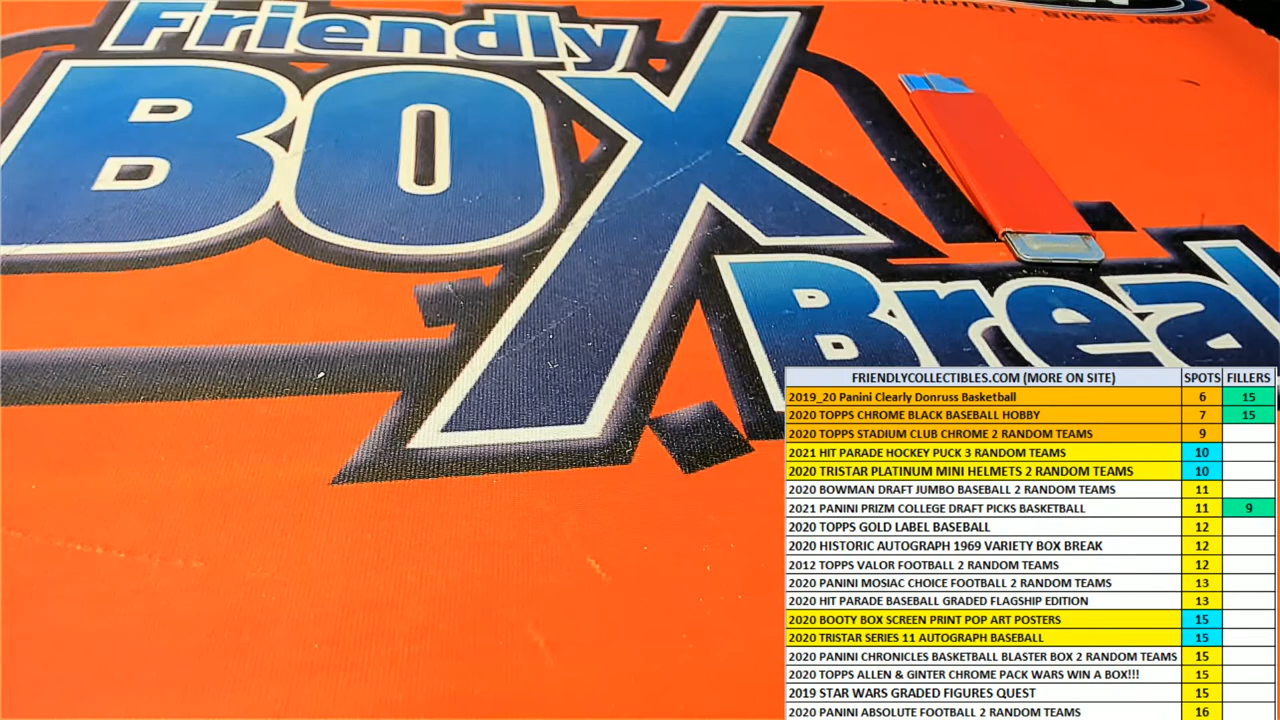 PROTECT STORE DISPLAY
Friendly
BOX
Brea
FRIENDLYCOLLECTIBLES.COM (MORE ON SITE) SPOTS FILLERS
2019_20 Panini Clearly Donruss Basketball 6 15
2020 TOPPS CHROME BLACK BASEBALL HOBBY 7 15
2020 TOPPS STADIUM CLUB CHROME 2 RANDOM TEAMS 9
2021 HIT PARADE HOCKEY PUCK 3 RANDOM TEAMS 10
2020 TRISTAR PLATINUM MINI HELMETS 2 RANDOM TEAMS 10
2020 BOWMAN DRAFT JUMBO BASEBALL 2 RANDOM TEAMS 11
2021 PANINI PRIZM COLLEGE DRAFT PICKS BASKETBALL 11 9
2020 TOPPS GOLD LABEL BASEBALL 12
2020 HISTORIC AUTOGRAPH 1969 VARIETY BOX BREAK 12
2012 TOPPS VALOR FOOTBALL 2 RANDOM TEAMS 12
2020 PANINI MOSIAC CHOICE FOOTBALL 2 RANDOM TEAMS 13
2020 HIT PARADE BASEBALL GRADED FLAGSHIP EDITION 13
2020 BOOTY BOX SCREEN PRINT POP ART POSTERS 15
2020 TRISTAR SERIES 11 AUTOGRAPH BASEBALL 15
2020 PANINI CHRONICLES BASKETBALL BLASTER BOX 2 RANDOM TEAMS 15
2020 TOPPS ALLEN & GINTER CHROME PACK WARS WIN A BOX!!! 15
2019 STAR WARS GRADED FIGURES QUEST 15
2020 PANINI ABSOLUTE FOOTBALL 2 RANDOM TEAMS 16